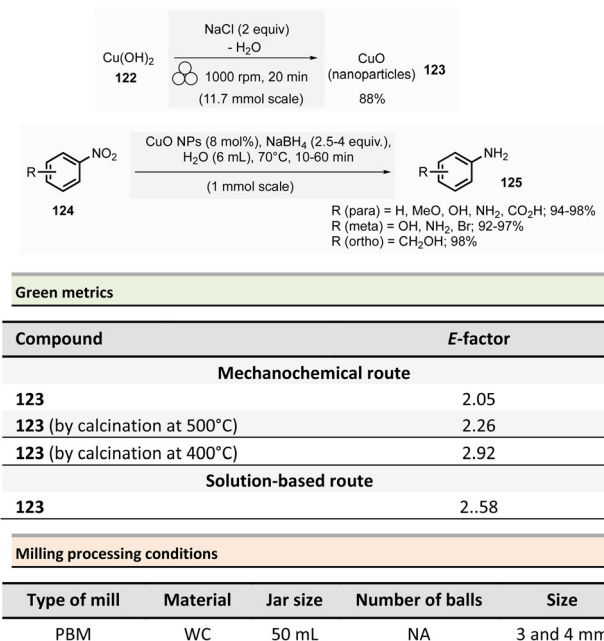 NaCl (2 equiv)
- H₂O
Cu(OH)₂
122
1000 rpm, 20 min
(11.7 mmol scale)
CuO
(nanoparticles) 123
88%
CuO NPs (8 mol%), NaBH₄ (2.5-4 equiv.),
H₂O (6 mL), 70°C, 10-60 min
(1 mmol scale)
R
NO₂
124
R
NH₂
125
R (para) = H, MeO, OH, NH₂, CO₂H; 94-98%
R (meta) = OH, NH₂, Br; 92-97%
R (ortho) = CH₂OH; 98%
Green metrics
Compound E-factor
Mechanochemical route
123 2.05
123 (by calcination at 500°C) 2.26
123 (by calcination at 400°C) 2.92
Solution-based route
123 2..58
Milling processing conditions
Type of mill Material Jar size Number of balls Size
PBM WC 50 mL NA 3 and 4 mm